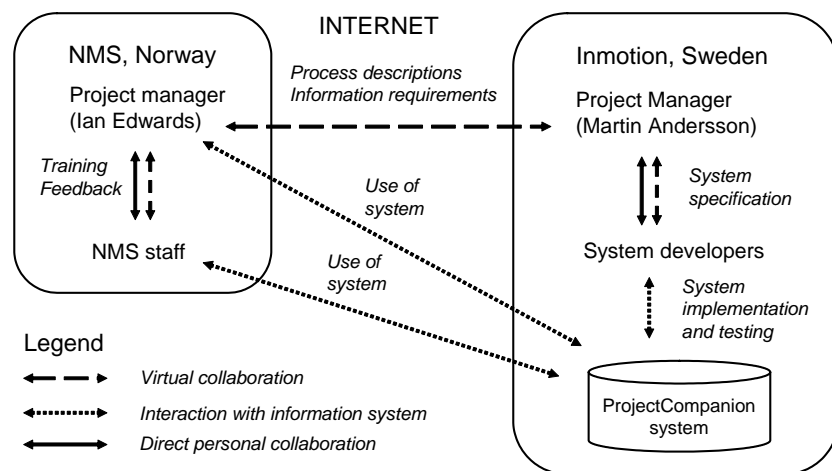 INTERNET
NMS, Norway
Project manager
(Ian Edwards)
Training
Feedback
NMS staff
Process descriptions
Information requirements
Use of
system
Use of
system
Inmotion, Sweden
Project Manager
(Martin Andersson)
System
specification
System developers
System
implementation
and testing
ProjectCompanion
system
Legend
Virtual collaboration
Interaction with information system
Direct personal collaboration